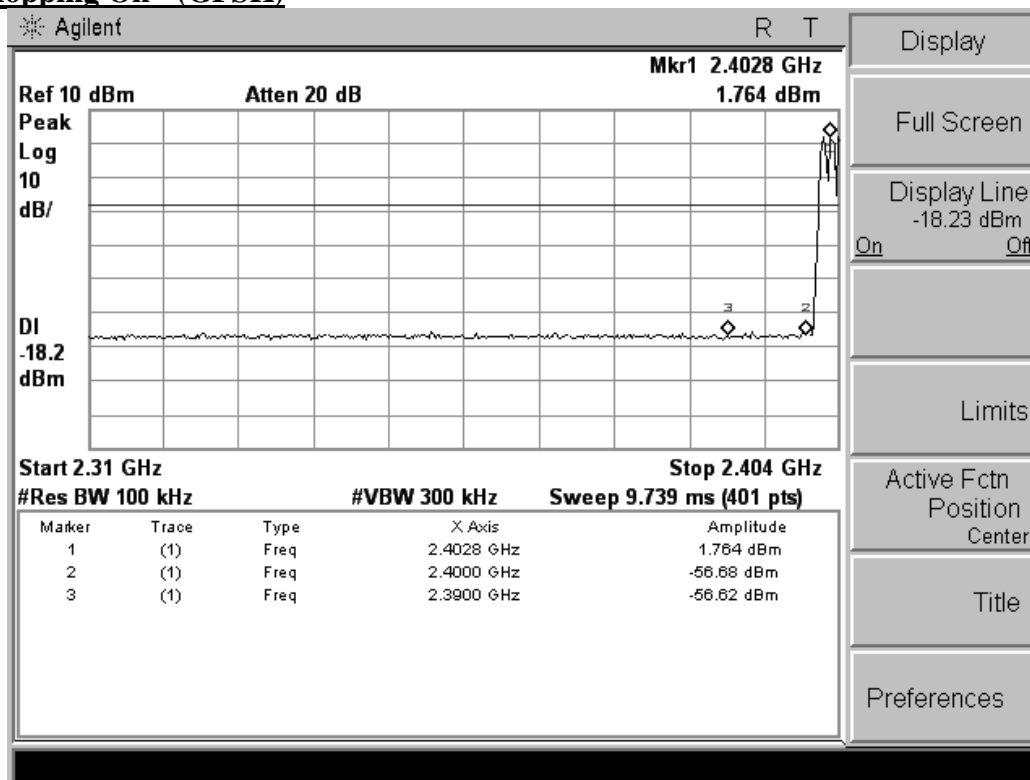 Hopping On (GFSK)
Agilent R T
Mkr1 2.4028 GHz
Ref 10 dBm Atten 20 dB 1.764 dBm
Peak
Log
10
dB/
DI
-18.2
dBm
1
3 2
Start 2.31 GHz Stop 2.404 GHz
#Res BW 100 kHz #VBW 300 kHz Sweep 9.739 ms (401 pts)
Marker Trace Type X Axis Amplitude
1 (1) Freq 2.4028 GHz 1.764 dBm
2 (1) Freq 2.4000 GHz -56.68 dBm
3 (1) Freq 2.3900 GHz -56.62 dBm
Display
Full Screen
Display Line
-18.23 dBm
On Off
Limits
Active Fctn
Position
Center
Title
Preferences